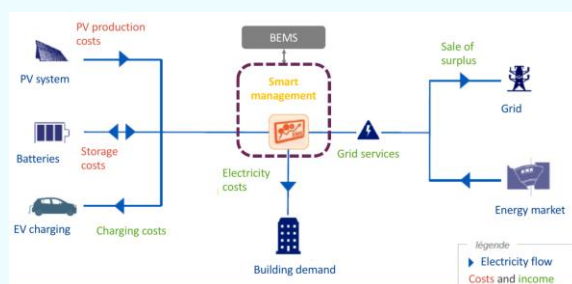 PV production
costs
BEMS
Sale of
surplus
Smart
management
PV system
Grid
Batteries
Storage
costs
Grid services
Electricity
costs
EV charging
Charging costs
Energy market
Building demand
légende
Electricity flow
Costs and income